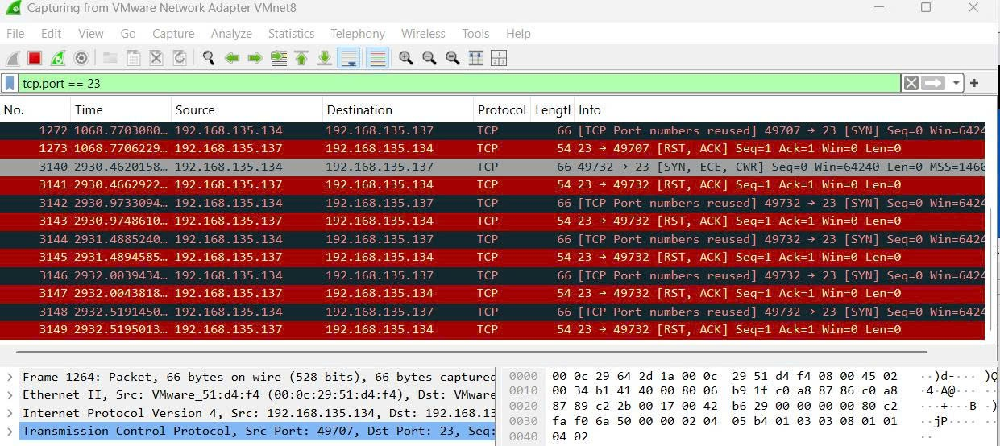 Capturing from VMware Network Adapter VMnet8
File Edit View Go Capture Analyze Statistics Telephony Wireless Tools Help
tcp.port == 23
No. Time Source Destination Protocol Length Info
1272 1068.7703080… 192.168.135.134 192.168.135.137 TCP 66 [TCP Port numbers reused] 49707 → 23 [SYN] Seq=0 Win=6424
1273 1068.7706229… 192.168.135.137 192.168.135.134 TCP 54 23 → 49707 [RST, ACK] Seq=1 Ack=1 Win=0 Len=0
3140 2930.4620158… 192.168.135.134 192.168.135.137 TCP 66 49732 → 23 [SYN, ECE, CWR] Seq=0 Win=64240 Len=0 MSS=1460
3141 2930.4662922… 192.168.135.137 192.168.135.134 TCP 54 23 → 49732 [RST, ACK] Seq=1 Ack=1 Win=0 Len=0
3142 2930.9733094… 192.168.135.134 192.168.135.137 TCP 66 [TCP Port numbers reused] 49732 → 23 [SYN] Seq=0 Win=6424
3143 2930.9748610… 192.168.135.137 192.168.135.134 TCP 54 23 → 49732 [RST, ACK] Seq=1 Ack=1 Win=0 Len=0
3144 2931.4885240… 192.168.135.134 192.168.135.137 TCP 66 [TCP Port numbers reused] 49732 → 23 [SYN] Seq=0 Win=6424
3145 2931.4894585… 192.168.135.137 192.168.135.134 TCP 54 23 → 49732 [RST, ACK] Seq=1 Ack=1 Win=0 Len=0
3146 2932.0039434… 192.168.135.134 192.168.135.137 TCP 66 [TCP Port numbers reused] 49732 → 23 [SYN] Seq=0 Win=6424
3147 2932.0043818… 192.168.135.137 192.168.135.134 TCP 54 23 → 49732 [RST, ACK] Seq=1 Ack=1 Win=0 Len=0
3148 2932.5191450… 192.168.135.134 192.168.135.137 TCP 66 [TCP Port numbers reused] 49732 → 23 [SYN] Seq=0 Win=6424
3149 2932.5195013… 192.168.135.137 192.168.135.134 TCP 54 23 → 49732 [RST, ACK] Seq=1 Ack=1 Win=0 Len=0
Frame 1264: Packet, 66 bytes on wire (528 bits), 66 bytes captured
Ethernet II, Src: VMware_51:d4:f4 (00:0c:29:51:d4:f4), Dst: VMware
Internet Protocol Version 4, Src: 192.168.135.134, Dst: 192.168.13
Transmission Control Protocol, Src Port: 49707, Dst Port: 23, Seq:
0000 00 0c 29 64 2d 1a 00 0c 29 51 d4 f4 08 00 45 02 ··)d-··· )Q
0010 00 34 b1 41 40 00 80 06 b9 1f c0 a8 87 86 c0 a8 ·4·A@···
0020 87 89 c2 2b 00 17 00 42 b6 29 00 00 00 00 80 c2 ···+···B ·)
0030 fa f0 6a 50 00 00 02 04 05 b4 01 03 03 08 01 01 ··jP····
0040 04 02 ··